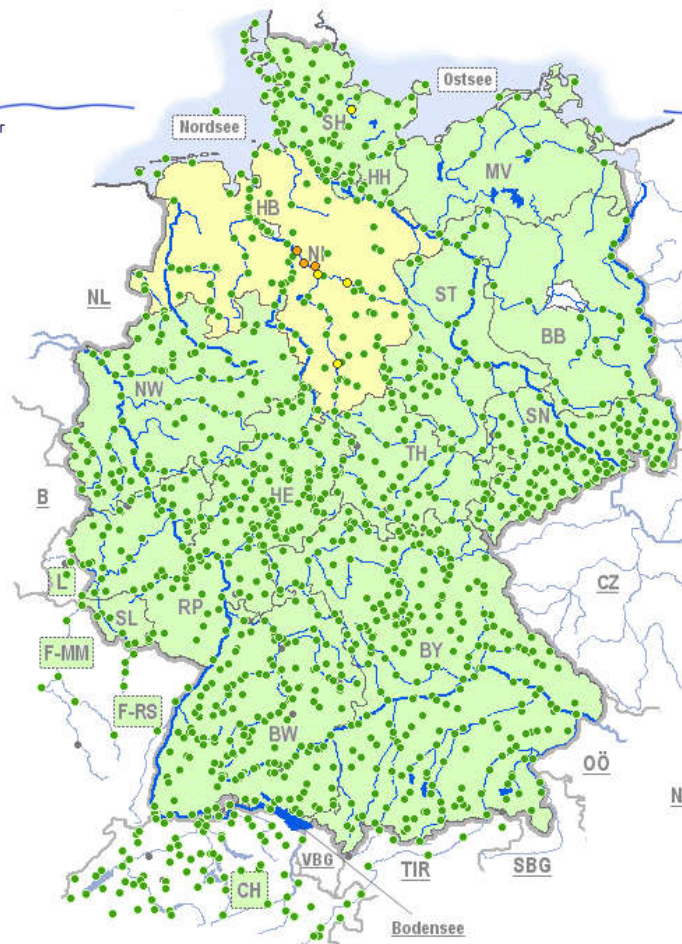 Ostsee
r
Nordsee
SH
HH
MV
HB
NI
NL
ST
BB
NW
SN
TH
B
HE
CZ
L
RP
SL
F-MM
BY
F-RS
BW
OÖ
N
VBG
TIR
SBG
CH
Bodensee